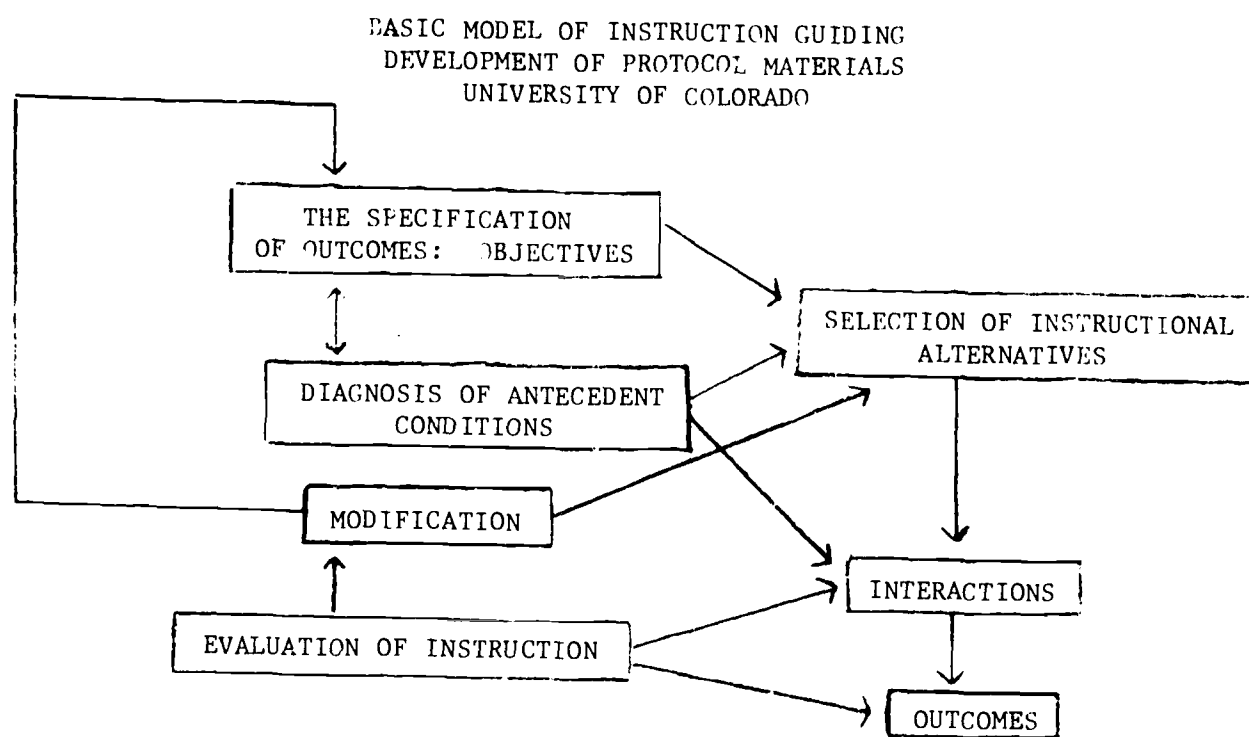 BASIC MODEL OF INSTRUCTION GUIDING
DEVELOPMENT OF PROTOCOL MATERIALS
UNIVERSITY OF COLORADO
THE SPECIFICATION
OF OUTCOMES: OBJECTIVES
SELECTION OF INSTRUCTIONAL
ALTERNATIVES
DIAGNOSIS OF ANTECEDENT
CONDITIONS
MODIFICATION
INTERACTIONS
EVALUATION OF INSTRUCTION
OUTCOMES